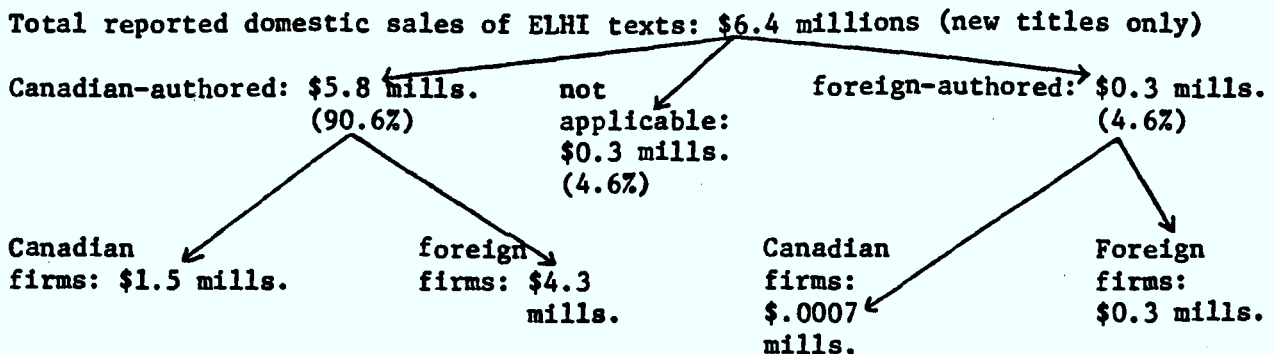 Total reported domestic sales of ELHI texts: $6.4 millions (new titles only)
Canadian-authored: $5.8 mills.
(90.6%)
not
applicable:
$0.3 mills.
(4.6%)
foreign-authored: $0.3 mills.
(4.6%)
Canadian
firms: $1.5 mills.
foreign
firms: $4.3
mills.
Canadian
firms:
$.0007
mills.
Foreign
firms:
$0.3 mills.